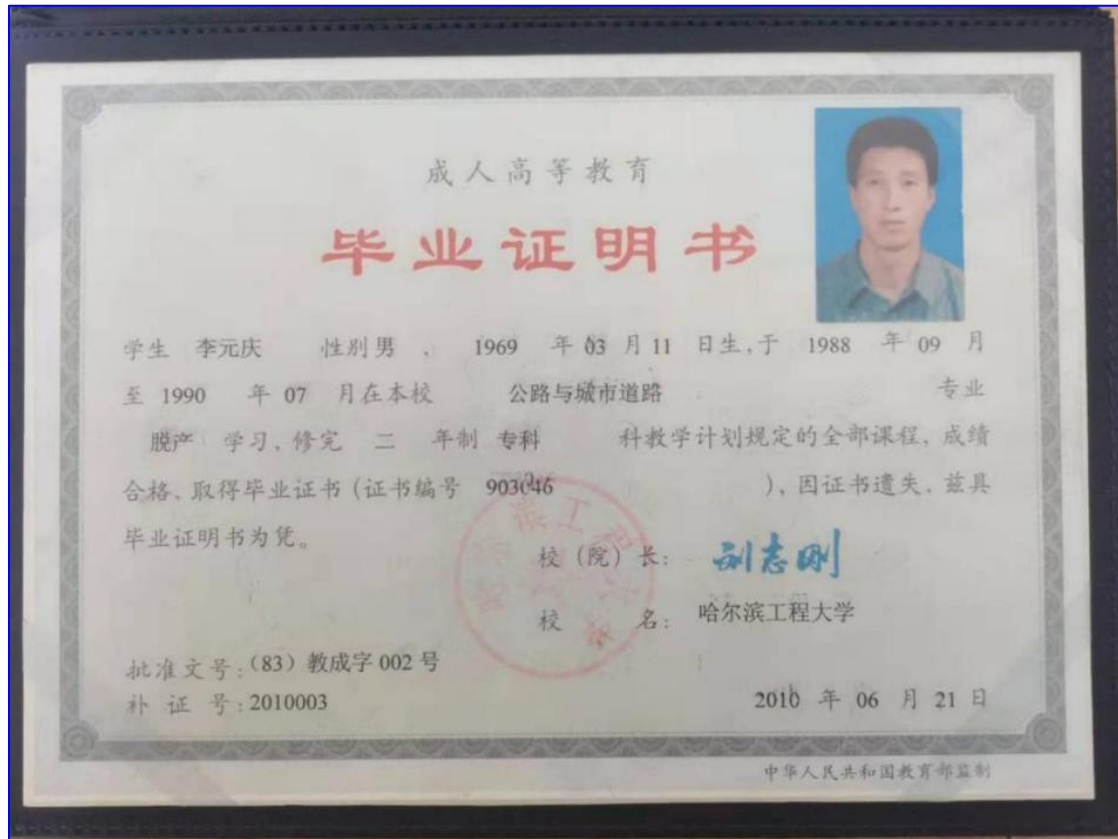 成人高等教育
毕业证明书
学生 李元庆 性别 男 、 1969 年 03 月 11 日生,于 1988 年 09 月
至 1990 年 07 月在本校 公路与城市道路 专业
脱产 学习、修完 二 年制 专科 科教学计划规定的全部课程,成绩
合格,取得毕业证书(证书编号 903046 ),因证书遗失,兹具
毕业证明书为凭。
校(院)长: 刘志刚
校 名: 哈尔滨工程大学
批准文号:(83)教成字 002 号
补 证 号:2010003 2010 年 06 月 21 日
中华人民共和国教育部监制